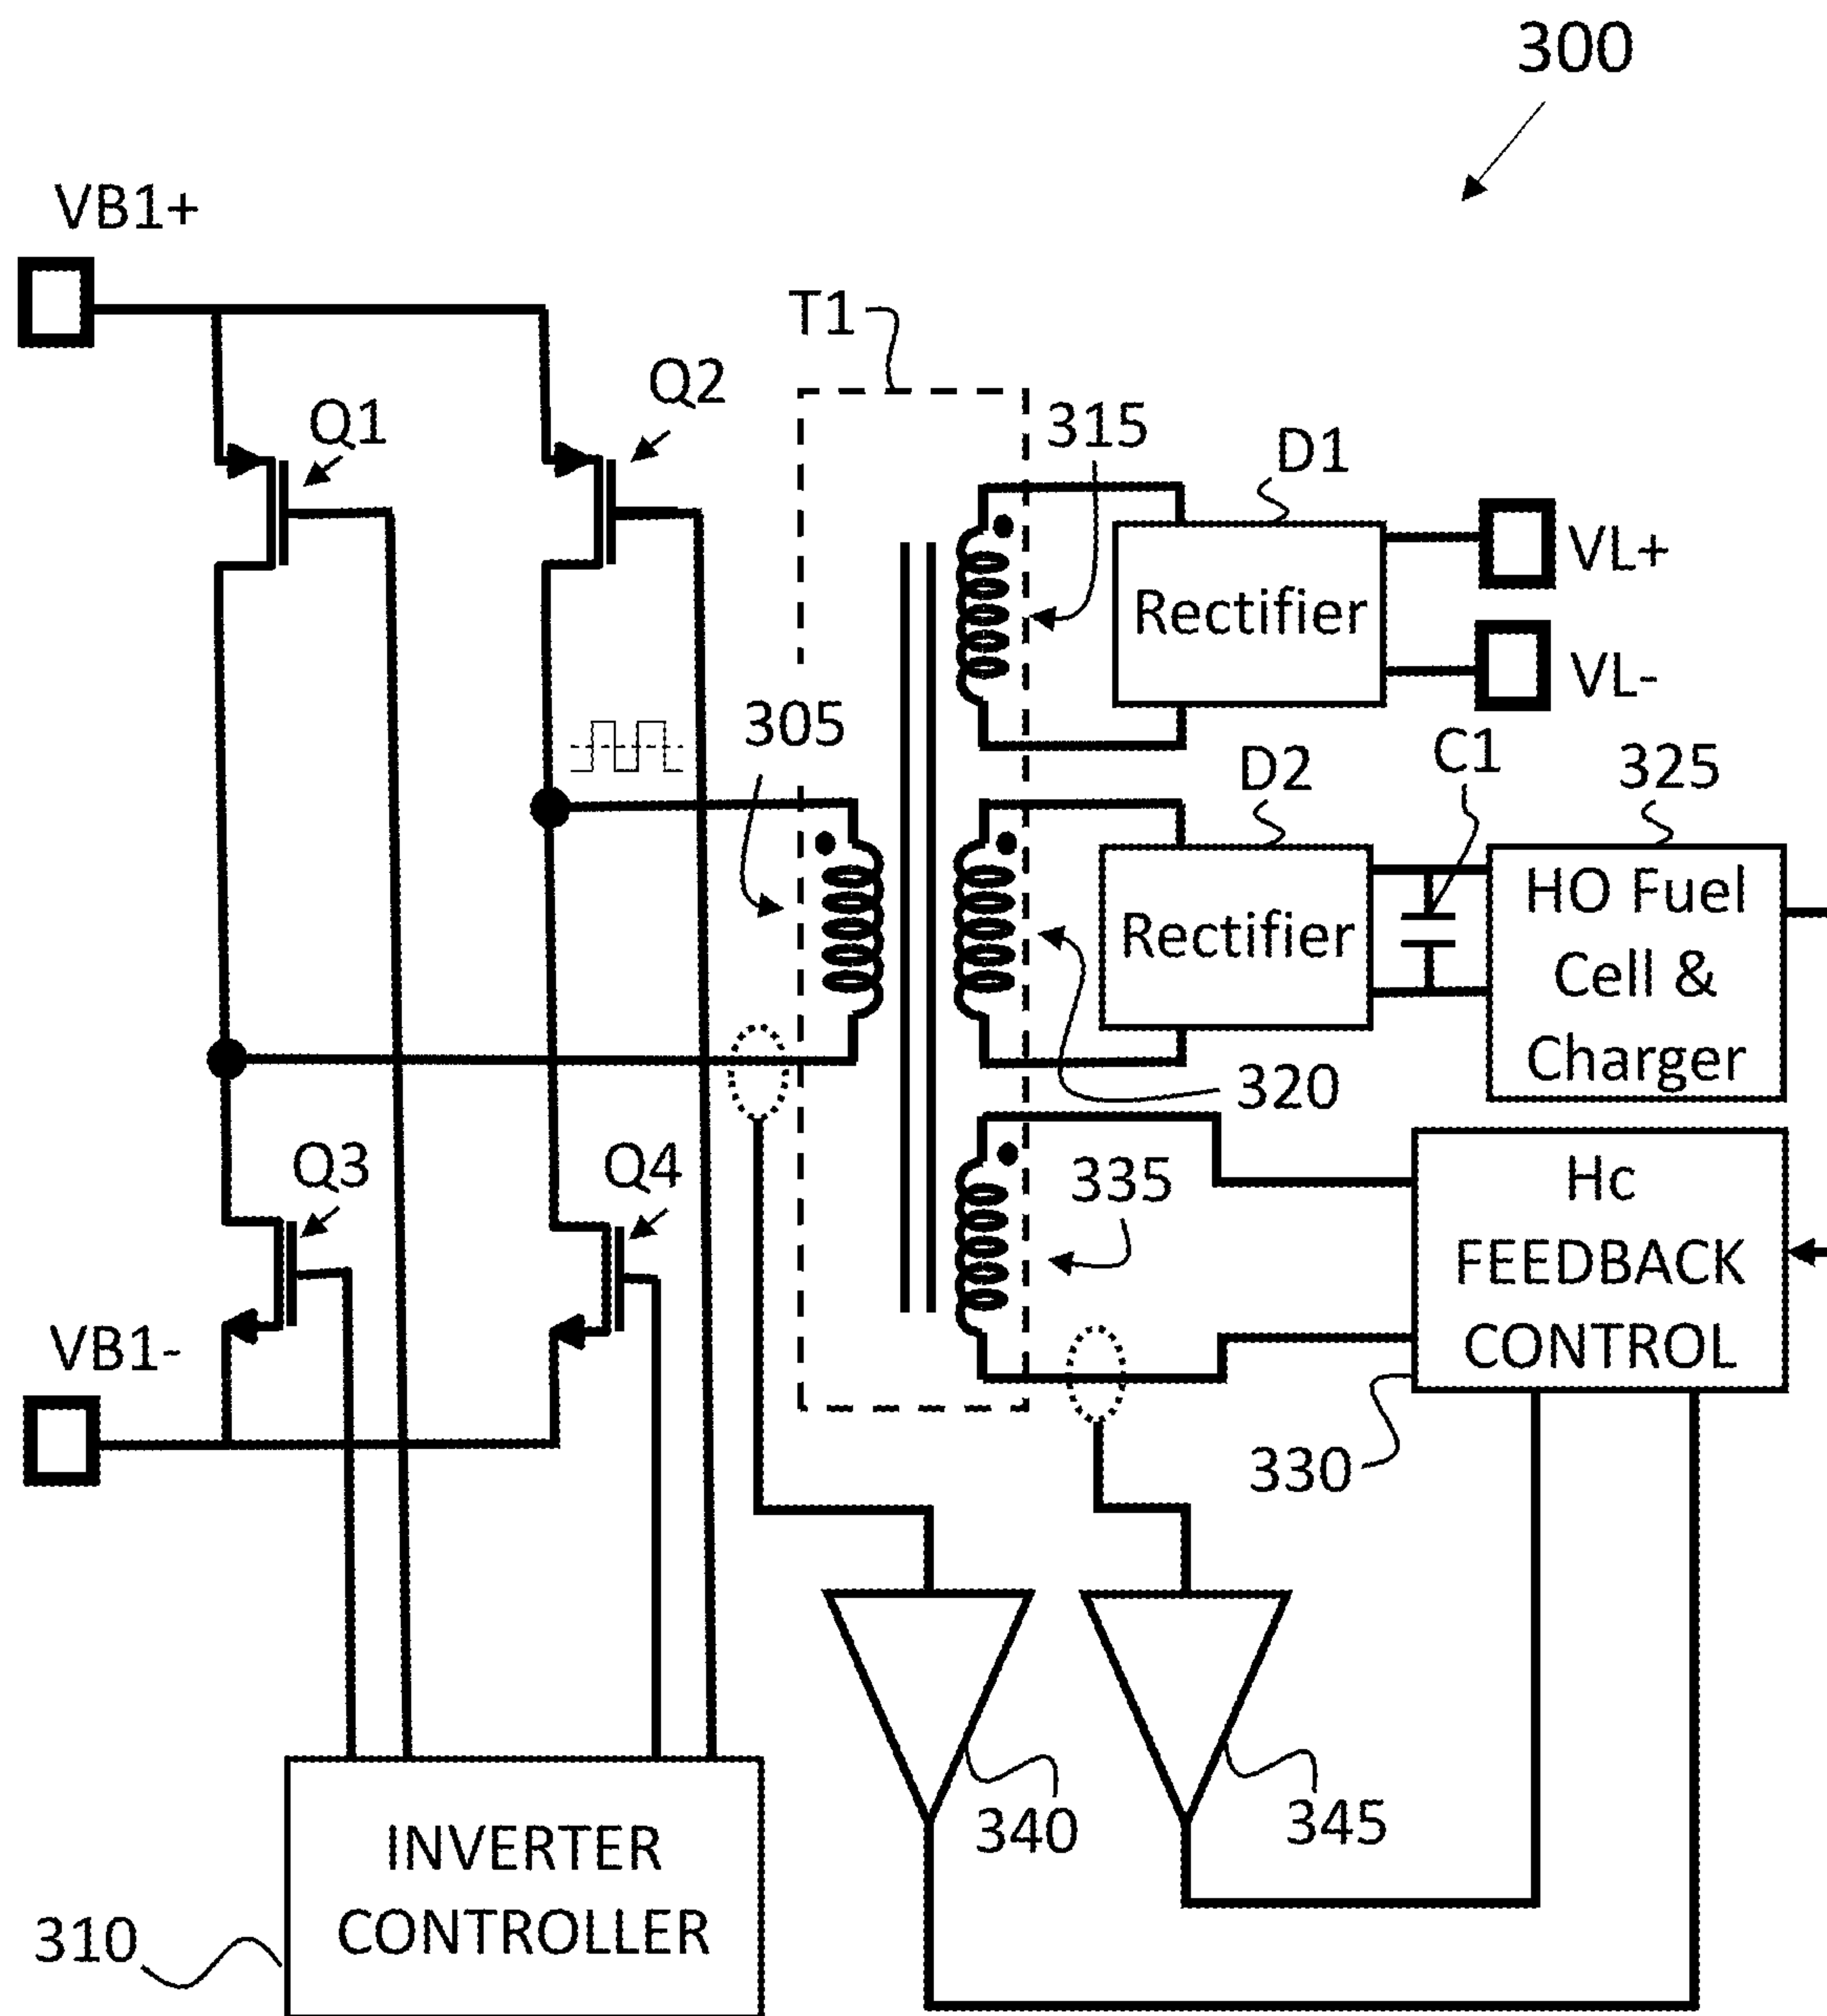 300
VB1+
T1
Q1
Q2
315
D1
VL+
Rectifier
VL-
305
C1
325
D2
HO Fuel
Cell &
Charger
Rectifier
320
Q3
Q4
335
Hc
FEEDBACK
CONTROL
VB1-
330
340
345
INVERTER
CONTROLLER
310